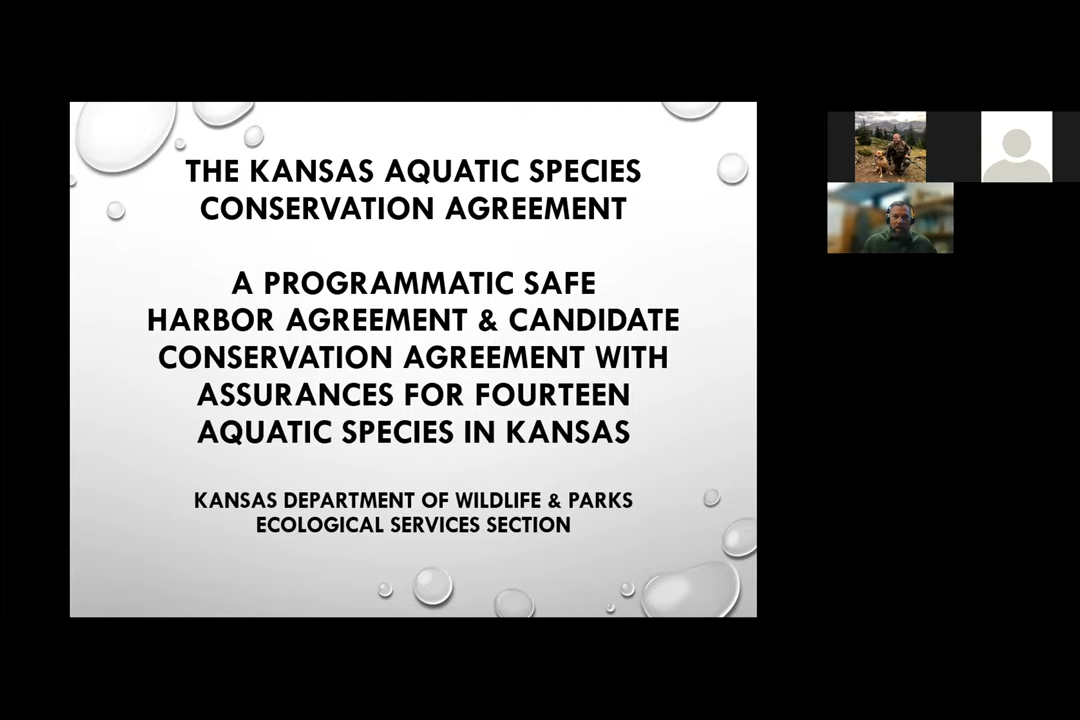 THE KANSAS AQUATIC SPECIES
CONSERVATION AGREEMENT
A PROGRAMMATIC SAFE
HARBOR AGREEMENT & CANDIDATE
CONSERVATION AGREEMENT WITH
ASSURANCES FOR FOURTEEN
AQUATIC SPECIES IN KANSAS
KANSAS DEPARTMENT OF WILDLIFE & PARKS
ECOLOGICAL SERVICES SECTION